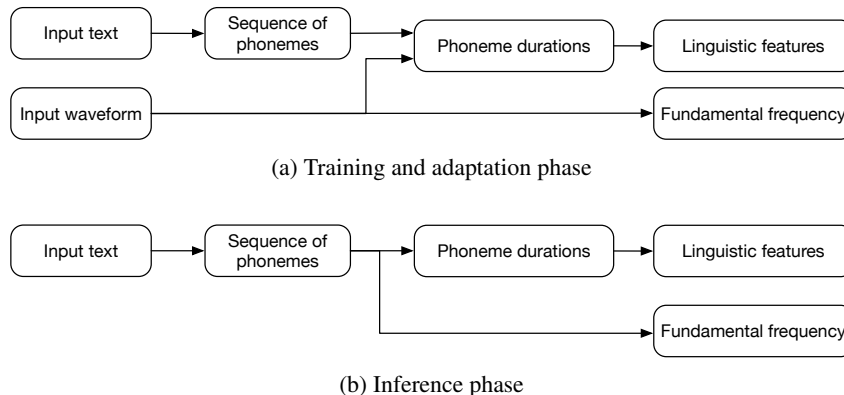 Input text
Sequence of
phonemes
Phoneme durations
Linguistic features
Input waveform
Fundamental frequency
(a) Training and adaptation phase
Input text
Sequence of
phonemes
Phoneme durations
Linguistic features
Fundamental frequency
(b) Inference phase